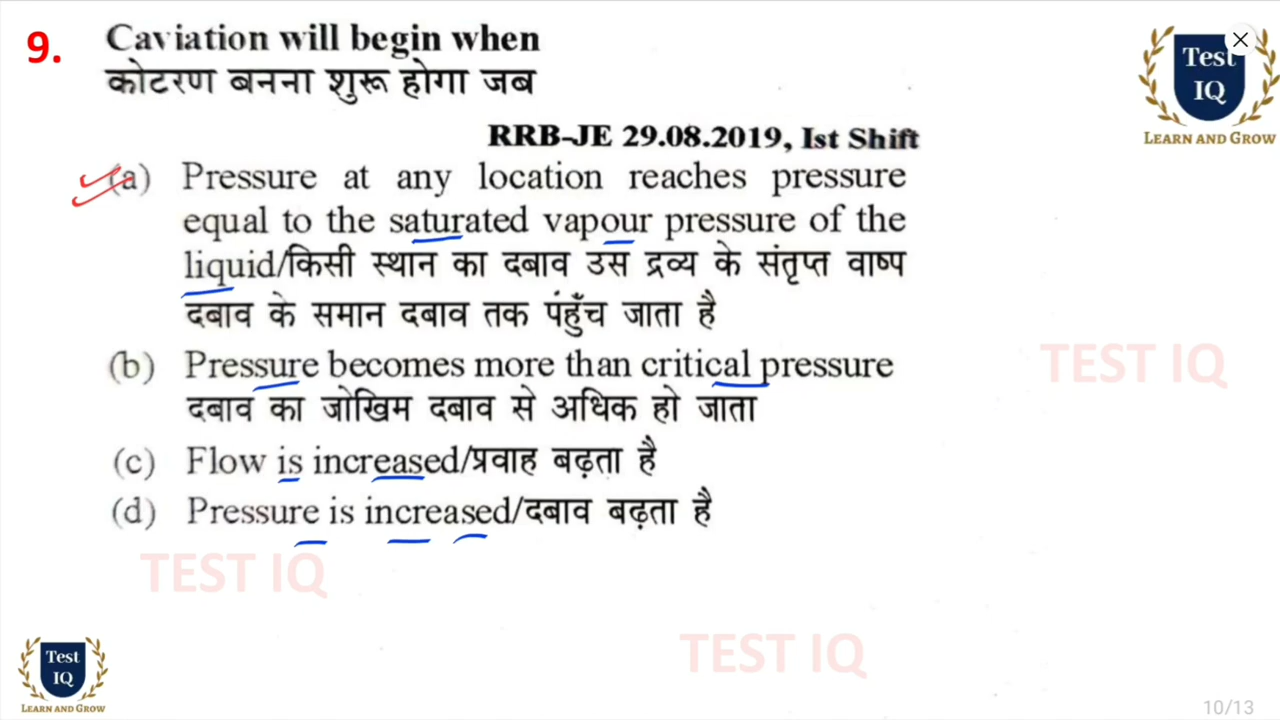 9.
Caviation will begin when
कोटरण बनना शुरू होगा जब
RRB-JE 29.08.2019, Ist Shift
(a) Pressure at any location reaches pressure
equal to the saturated vapour pressure of the
liquid/किसी स्थान का दबाव उस द्रव्य के संतृप्त वाष्प
दबाव के समान दबाव तक पंहुँच जाता है
(b) Pressure becomes more than critical pressure
दबाव का जोखिम दबाव से अधिक हो जाता
(c) Flow is increased/प्रवाह बढ़ता है
(d) Pressure is increased/दबाव बढ़ता है
Test
IQ
LEARN AND GROW
TEST IQ
TEST IQ
TEST IQ
Test
IQ
LEARN AND GROW
10/13